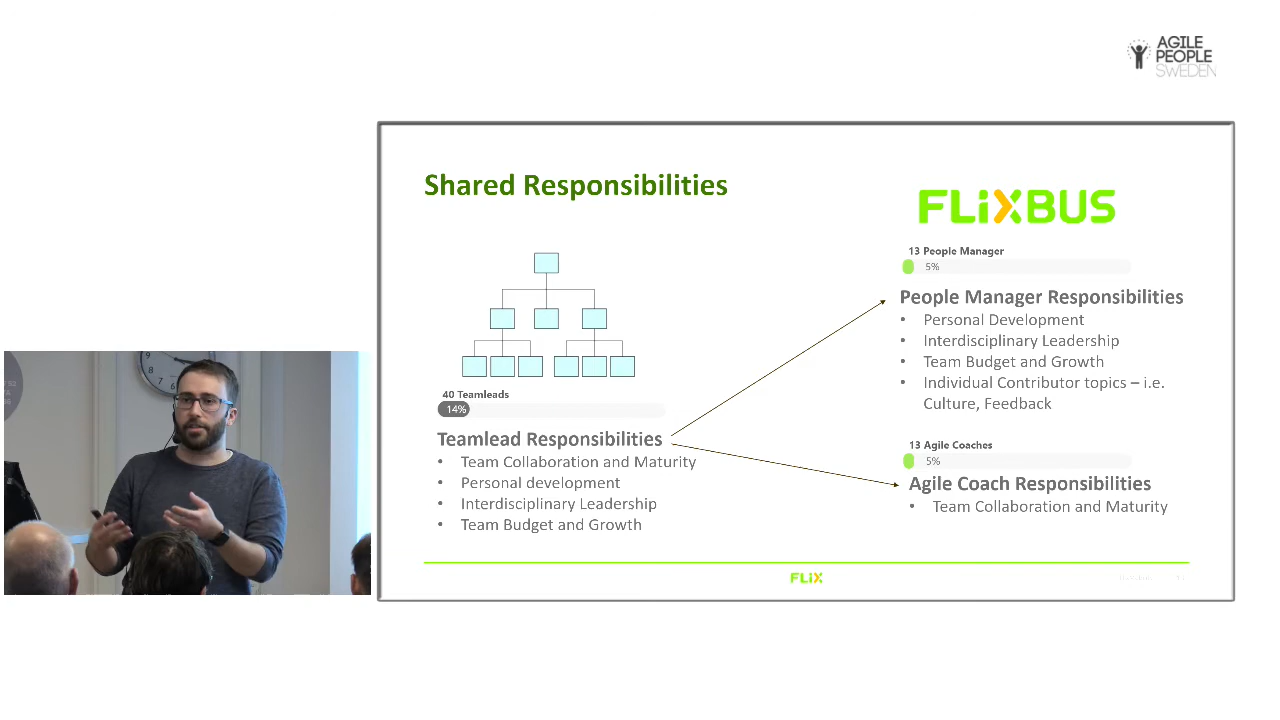 AGILE
PEOPLE
SWEDEN
Shared Responsibilities
FLiXBUS
13 People Manager
5%
People Manager Responsibilities
• Personal Development
• Interdisciplinary Leadership
• Team Budget and Growth
• Individual Contributor topics – i.e.
Culture, Feedback
40 Teamleads
14%
Teamlead Responsibilities
• Team Collaboration and Maturity
• Personal development
• Interdisciplinary Leadership
• Team Budget and Growth
13 Agile Coaches
5%
Agile Coach Responsibilities
• Team Collaboration and Maturity
FLiX
9